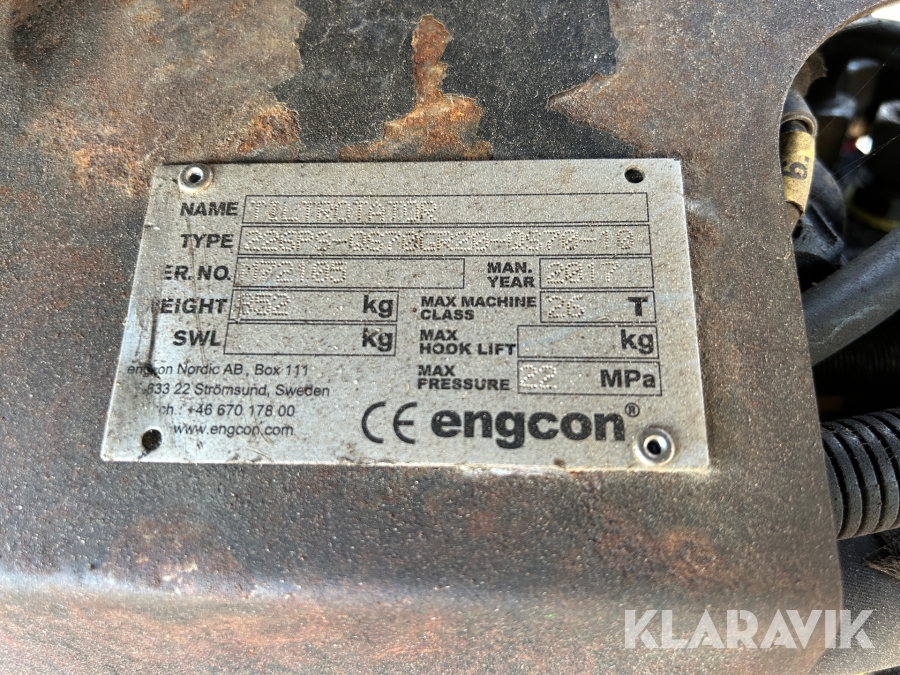 NAME TILTROTATOR
TYPE
ER.NO. MAN. YEAR 2017
EIGHT 652 kg MAX MACHINE CLASS 26 T
SWL kg MAX HOOK LIFT kg
MAX PRESSURE 22 MPa
engcon Nordic AB, Box 111
833 22 Strömsund, Sweden
ch.: +46 670 178 00
www.engcon.com
CE engcon®
KLARAVIK